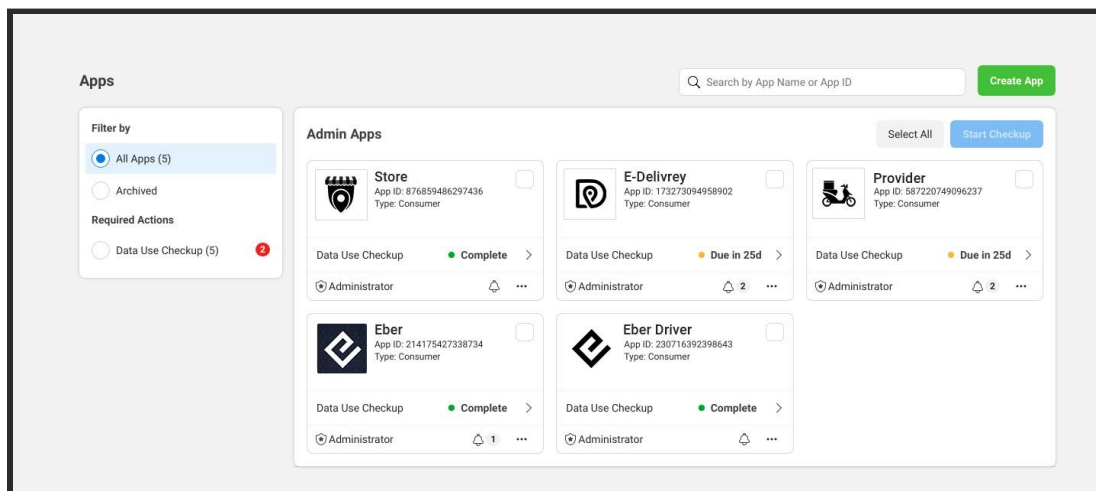 Apps
Search by App Name or App ID
Create App
Filter by
All Apps (5)
Archived
Required Actions
Data Use Checkup (5) 2
Admin Apps
Select All
Start Checkup
Store
App ID: 876859486297436
Type: Consumer
Data Use Checkup Complete
Administrator
E-Delivrey
App ID: 173273094958902
Type: Consumer
Data Use Checkup Due in 25d
Administrator 2
Provider
App ID: 587220749096237
Type: Consumer
Data Use Checkup Due in 25d
Administrator 2
Eber
App ID: 214175427338734
Type: Consumer
Data Use Checkup Complete
Administrator 1
Eber Driver
App ID: 230716392398643
Type: Consumer
Data Use Checkup Complete
Administrator